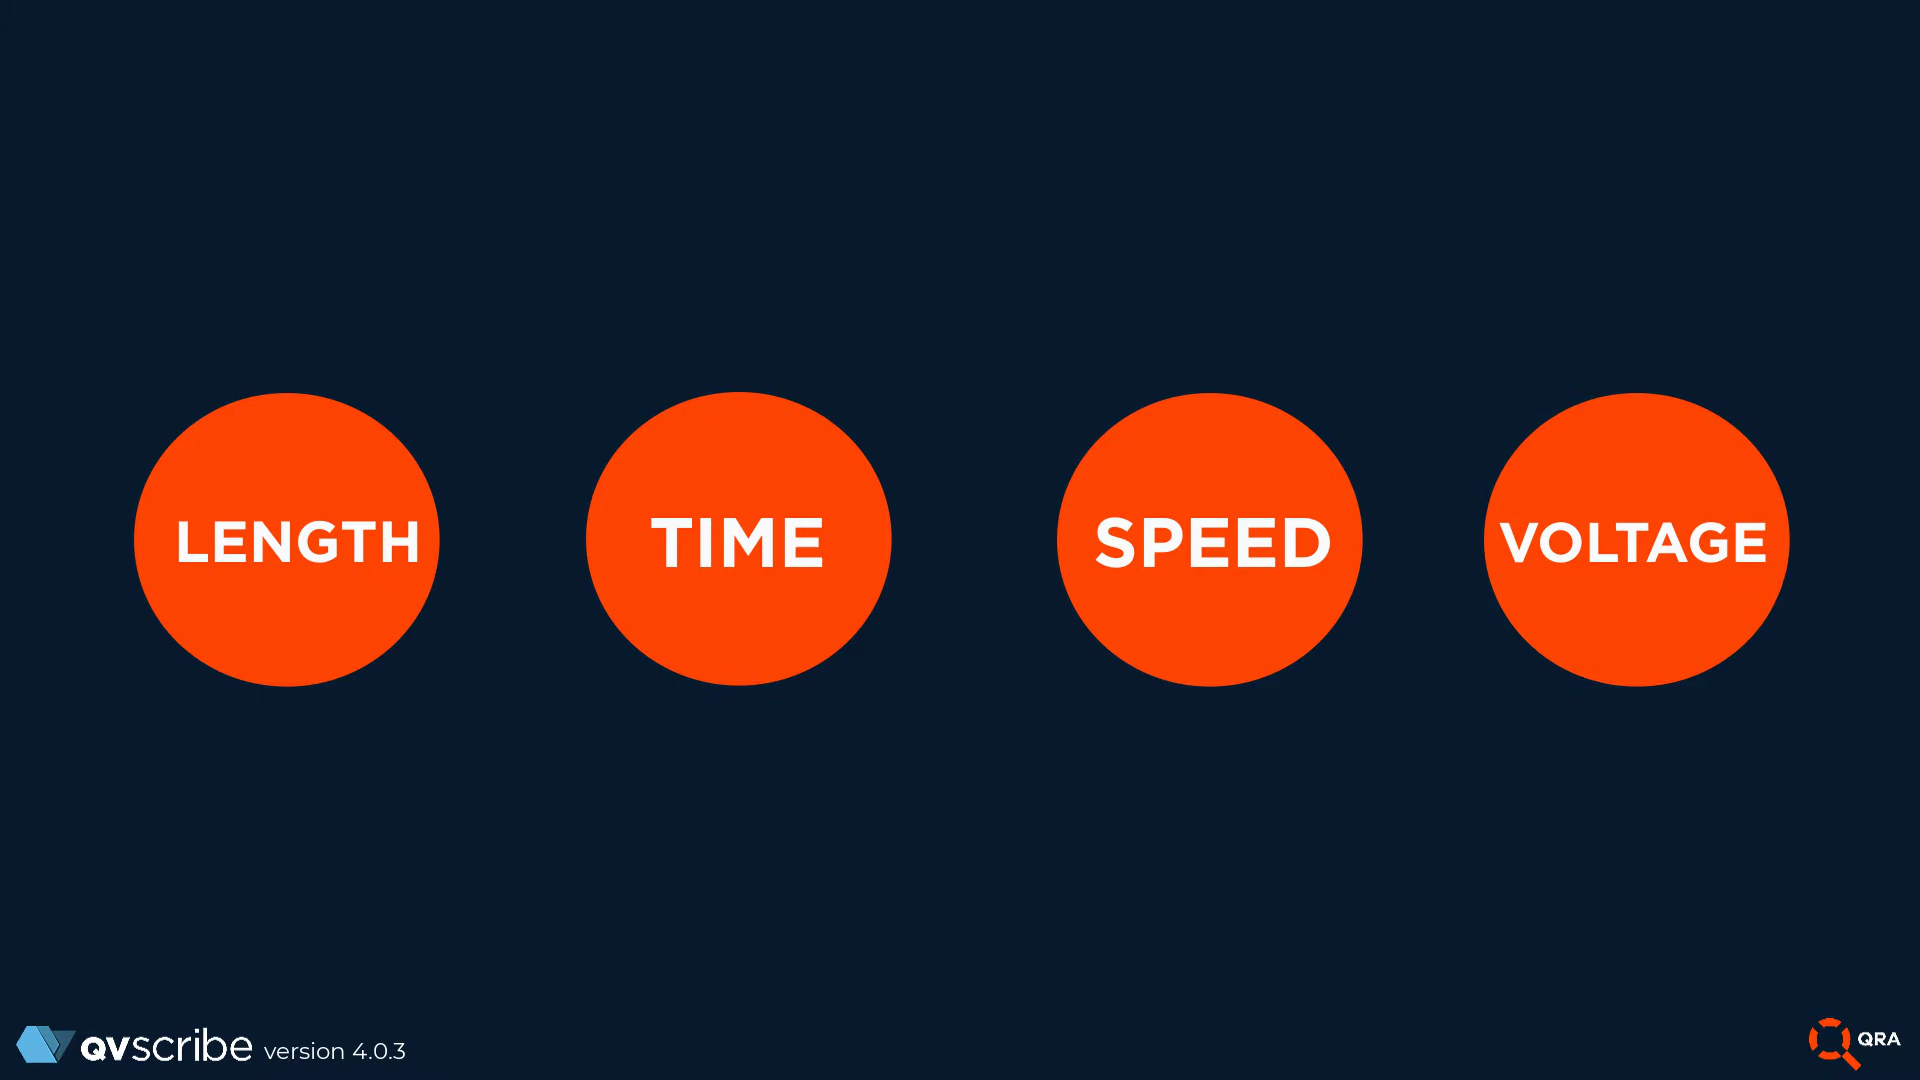 LENGTH
TIME
SPEED
VOLTAGE
qvscribe version 4.0.3
QRA